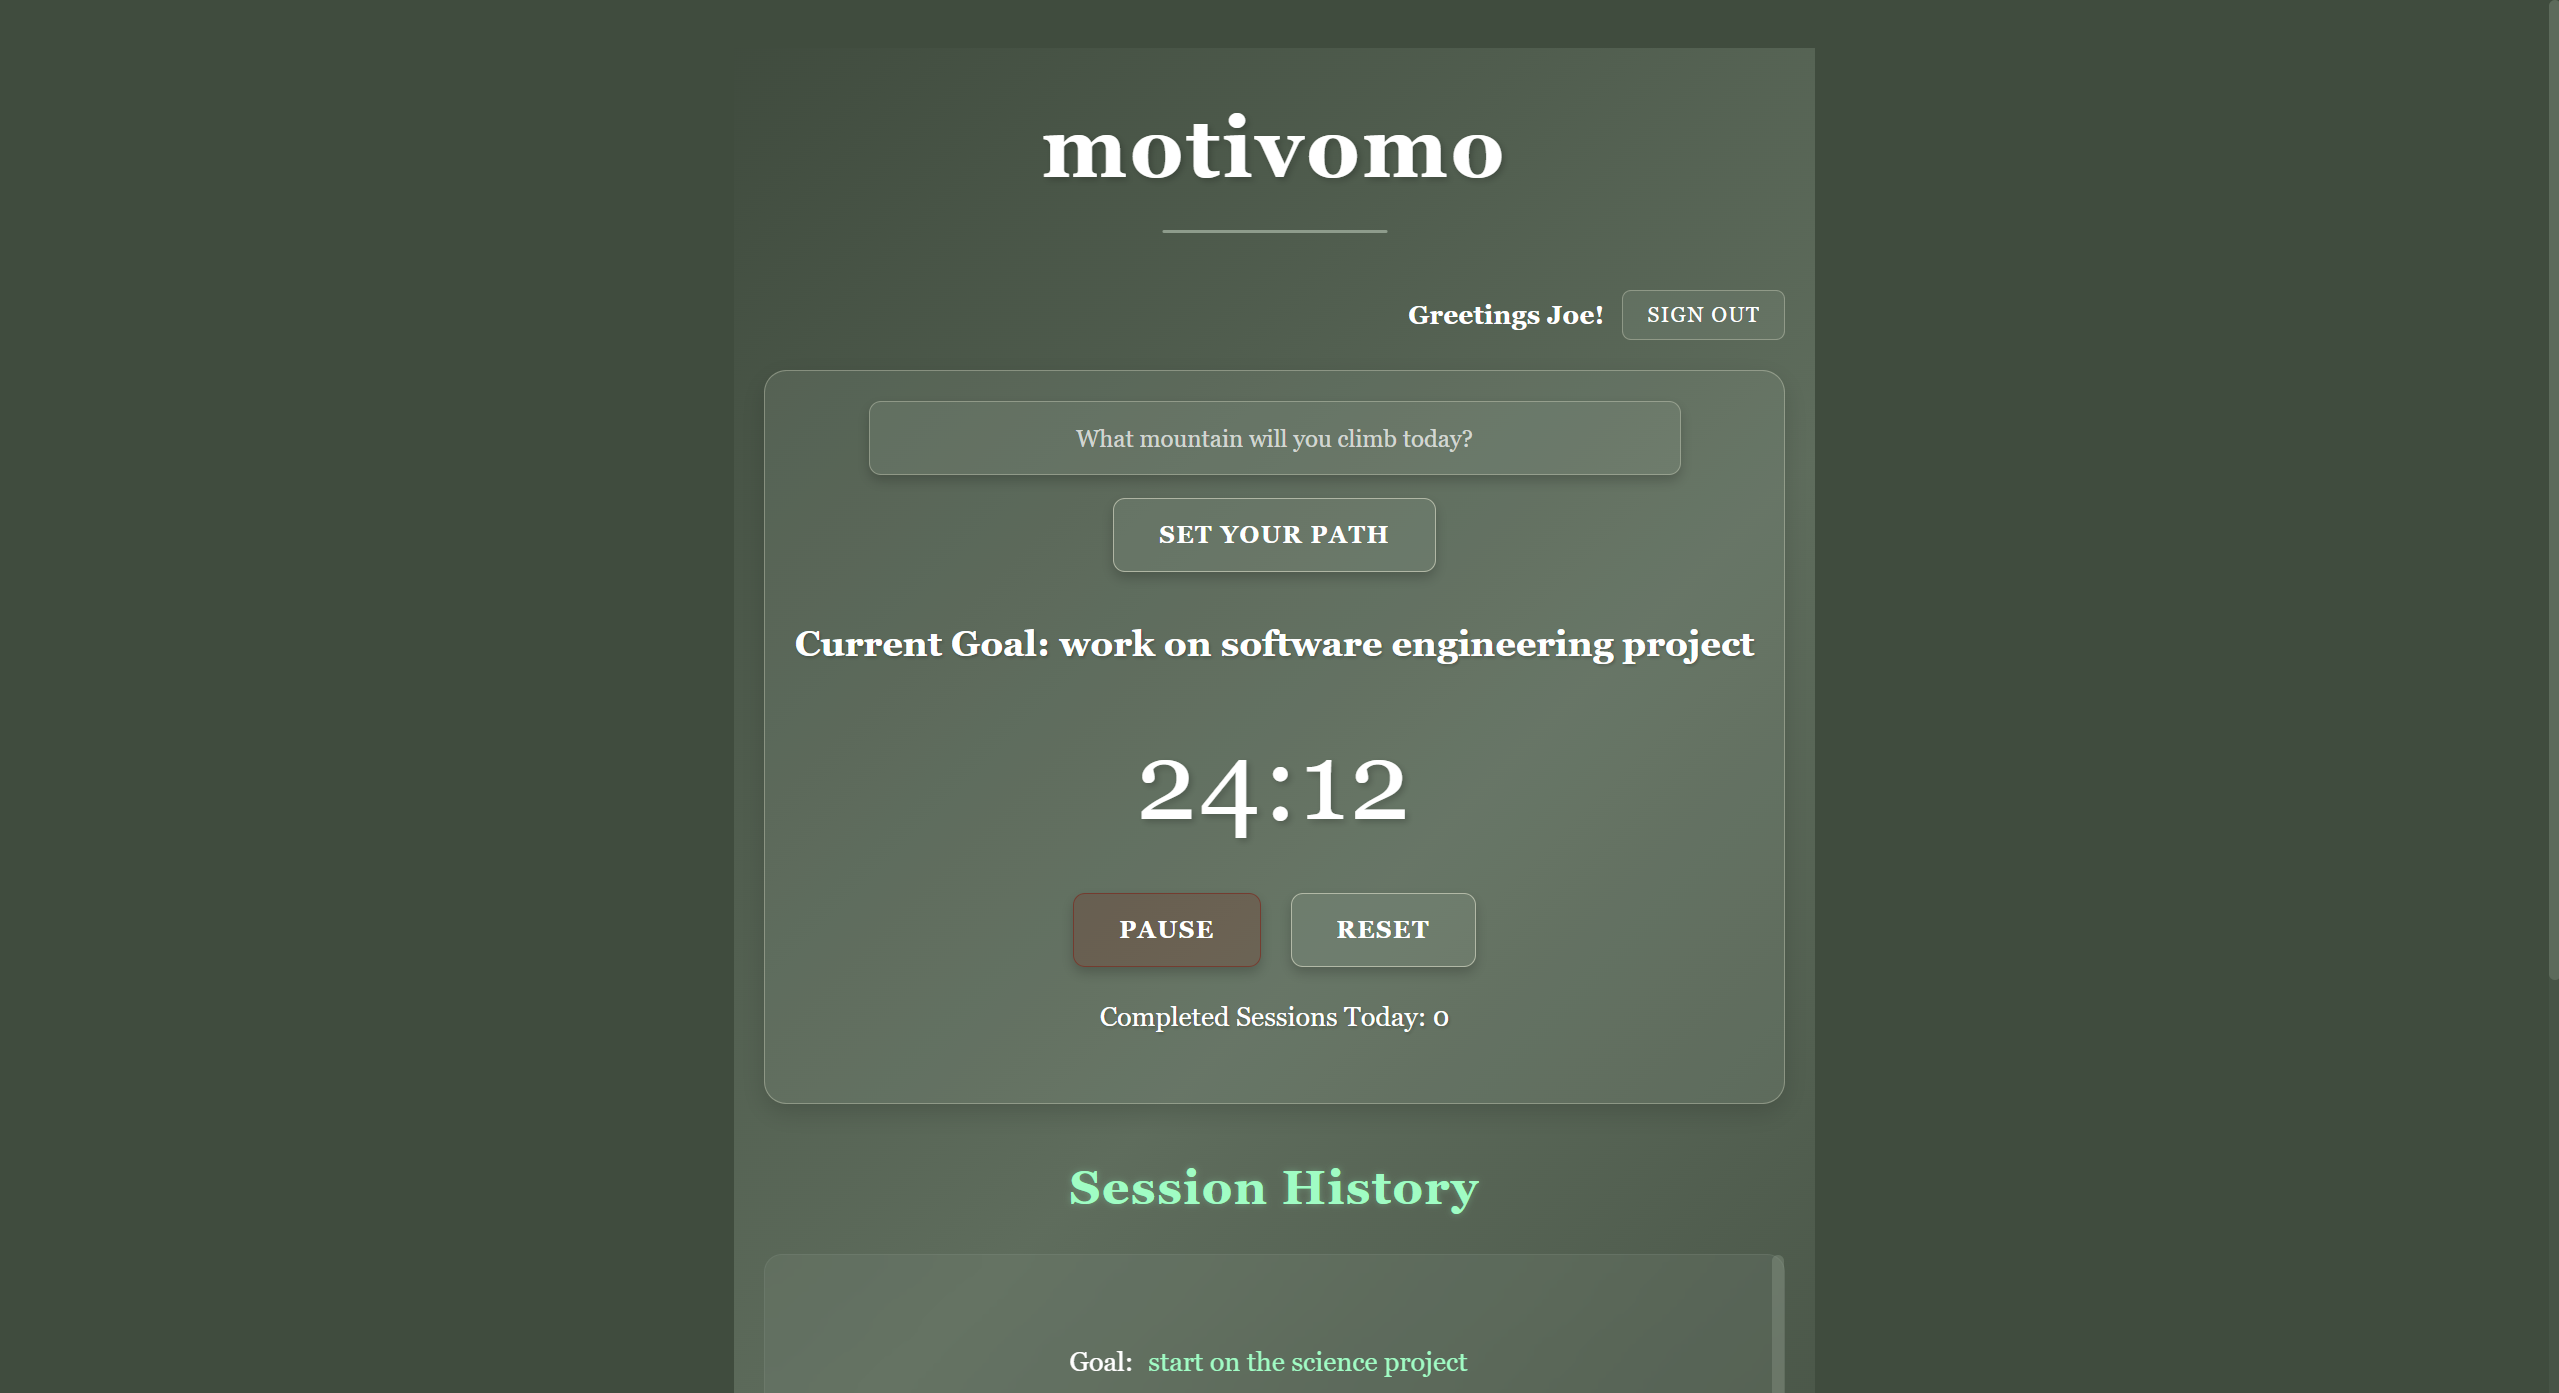 motivomo
Greetings Joe!
SIGN OUT
What mountain will you climb today?
SET YOUR PATH
Current Goal: work on software engineering project
24:12
PAUSE
RESET
Completed Sessions Today: 0
Session History
Goal: start on the science project